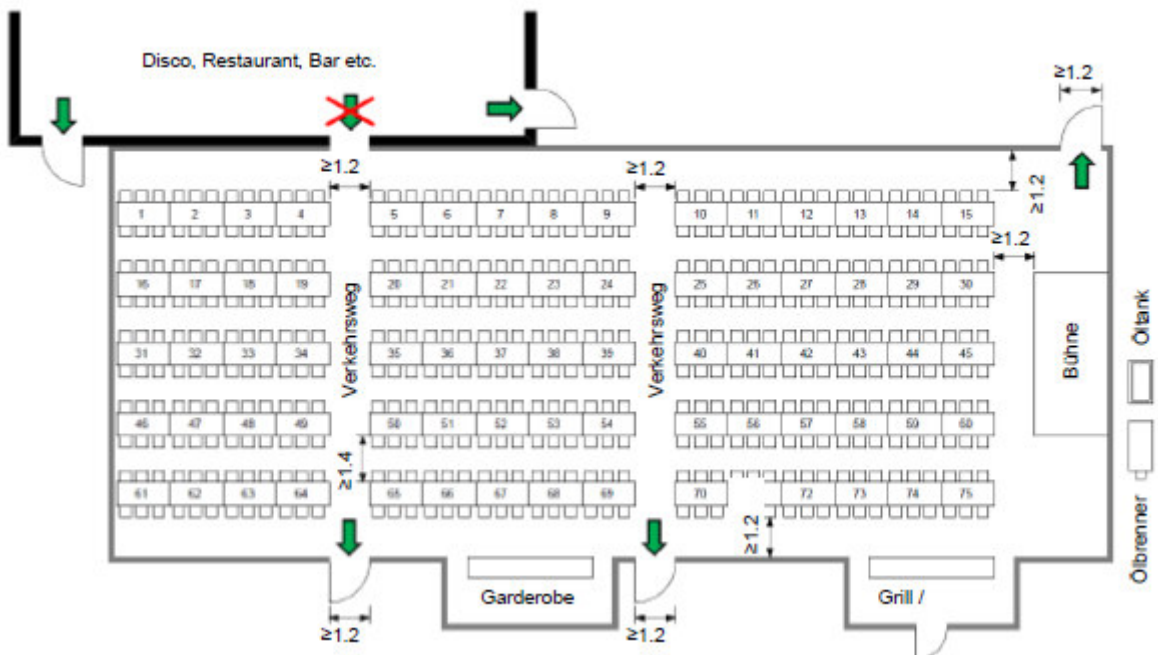 Disco, Restaurant, Bar etc.
≥1.2
≥1.2
≥1.2
≥1.2
1 2 3 4 5 6 7 8 9 10 11 12 13 14 15
≥1.2
16 17 18 19 20 21 22 23 24 25 26 27 28 29 30
Verkehrsweg
Verkehrsweg
Bühne
Öltank
31 32 33 34 35 36 37 38 39 40 41 42 43 44 45
46 47 48 49 50 51 52 53 54 55 56 57 58 59 60
≥1.4
61 62 63 64 65 66 67 68 69 70 72 73 74 75
≥1.2
Ölbrenner
Garderobe
Grill /
≥1.2
≥1.2